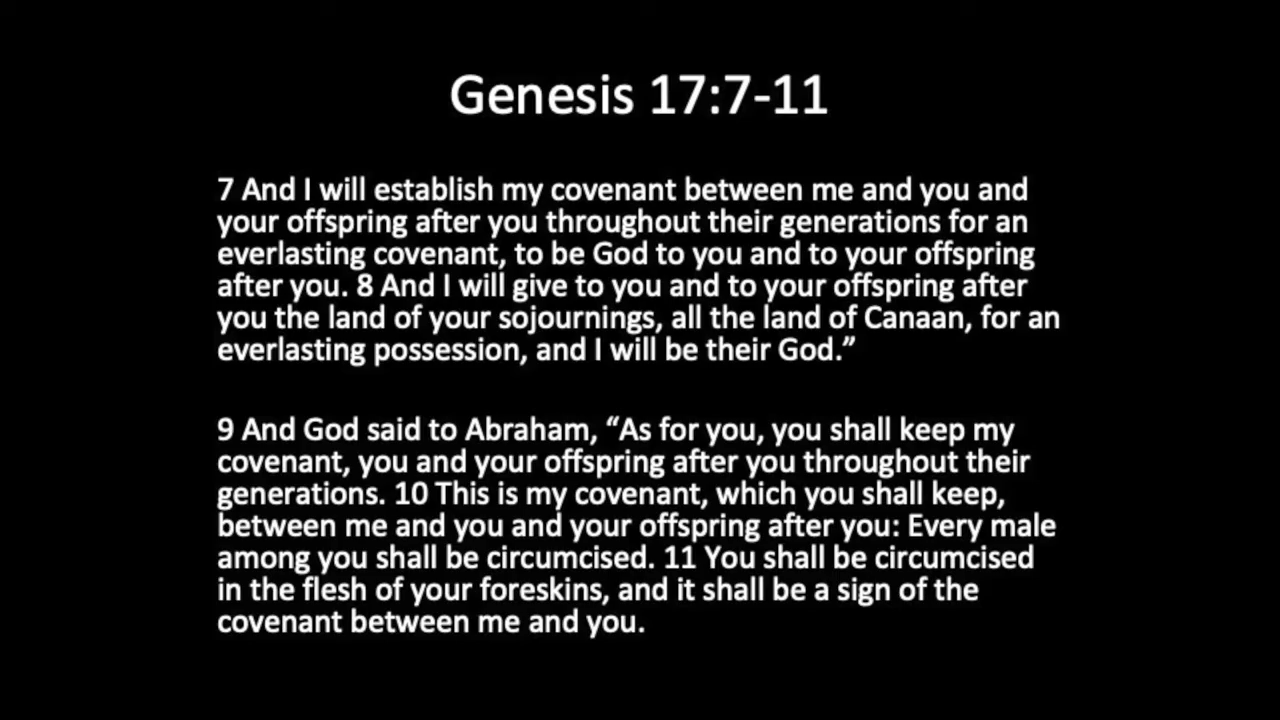 Genesis 17:7-11
7 And I will establish my covenant between me and you and
your offspring after you throughout their generations for an
everlasting covenant, to be God to you and to your offspring
after you. 8 And I will give to you and to your offspring after
you the land of your sojournings, all the land of Canaan, for an
everlasting possession, and I will be their God.”
9 And God said to Abraham, “As for you, you shall keep my
covenant, you and your offspring after you throughout their
generations. 10 This is my covenant, which you shall keep,
between me and you and your offspring after you: Every male
among you shall be circumcised. 11 You shall be circumcised
in the flesh of your foreskins, and it shall be a sign of the
covenant between me and you.